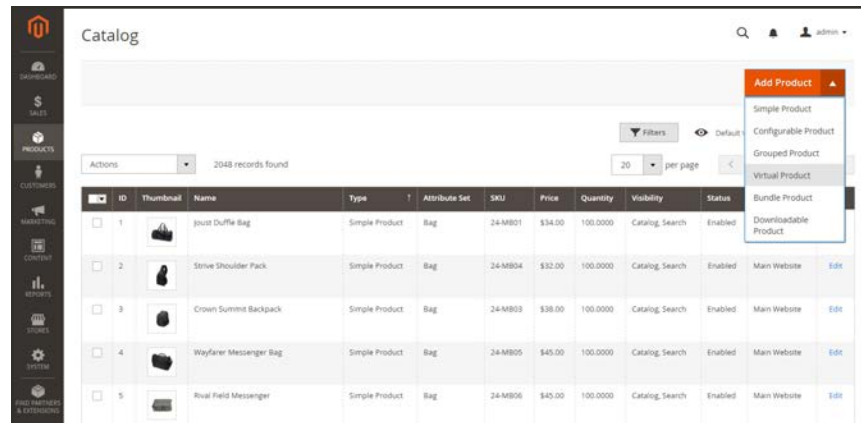 Catalog
admin
DASHBOARD
SALES
PRODUCTS
CUSTOMERS
MARKETING
CONTENT
REPORTS
STORES
SYSTEM
FIND PARTNERS
& EXTENSIONS
Add Product
Simple Product
Configurable Product
Grouped Product
Virtual Product
Bundle Product
Downloadable
Product
Filters
Default
Actions
2048 records found
20 per page
ID Thumbnail Name Type ↑ Attribute Set SKU Price Quantity Visibility Status
1 Joust Duffle Bag Simple Product Bag 24-MB01 $34.00 100.0000 Catalog, Search Enabled
2 Strive Shoulder Pack Simple Product Bag 24-MB04 $32.00 100.0000 Catalog, Search Enabled Main Website Edit
3 Crown Summit Backpack Simple Product Bag 24-MB03 $38.00 100.0000 Catalog, Search Enabled Main Website Edit
4 Wayfarer Messenger Bag Simple Product Bag 24-MB05 $45.00 100.0000 Catalog, Search Enabled Main Website Edit
5 Rival Field Messenger Simple Product Bag 24-MB06 $45.00 100.0000 Catalog, Search Enabled Main Website Edit